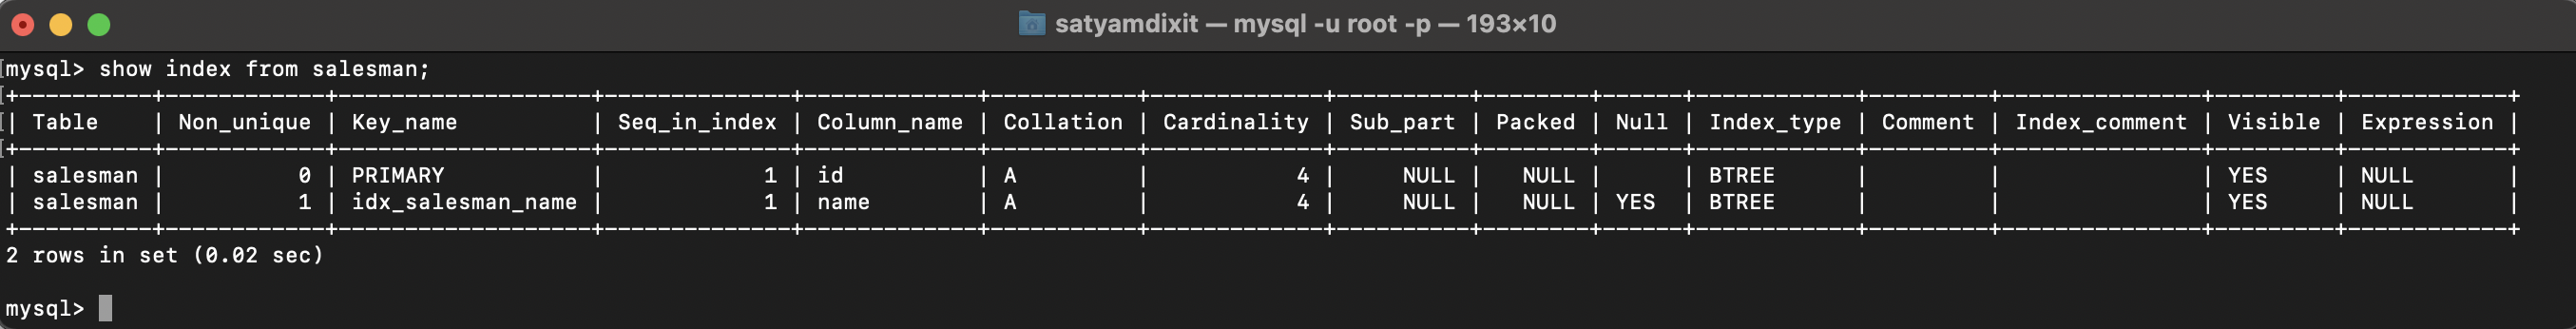 satyamdixit — mysql -u root -p — 193×10
mysql> show index from salesman;
+----------+------------+-------------------+--------------+-------------+-----------+-------------+----------+--------+------+------------+---------+---------------+---------+------------+
| Table    | Non_unique | Key_name          | Seq_in_index | Column_name | Collation | Cardinality | Sub_part | Packed | Null | Index_type | Comment | Index_comment | Visible | Expression |
+----------+------------+-------------------+--------------+-------------+-----------+-------------+----------+--------+------+------------+---------+---------------+---------+------------+
| salesman |          0 | PRIMARY           |            1 | id          | A         |           4 |     NULL |   NULL |      | BTREE      |         |               | YES     | NULL       |
| salesman |          1 | idx_salesman_name |            1 | name        | A         |           4 |     NULL |   NULL | YES  | BTREE      |         |               | YES     | NULL       |
+----------+------------+-------------------+--------------+-------------+-----------+-------------+----------+--------+------+------------+---------+---------------+---------+------------+
2 rows in set (0.02 sec)
mysql>